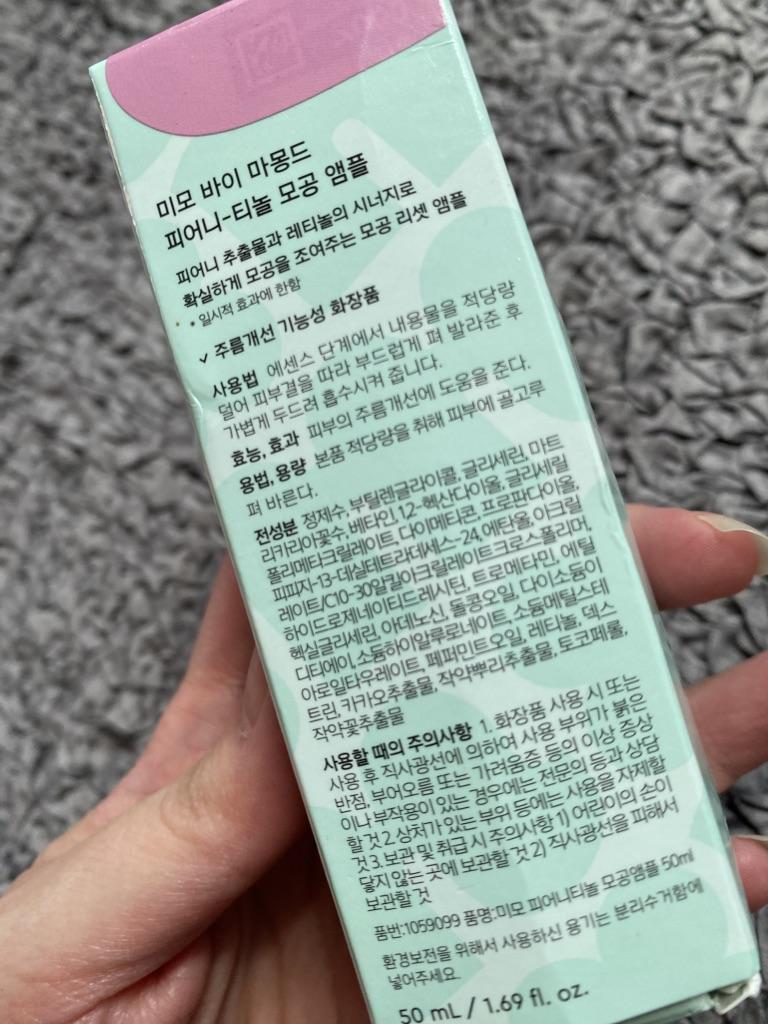 미모 바이 마몽드
피어니-티놀 모공 앰플
피어니 추출물과 레티놀의 시너지로
확실하게 모공을 조여주는 모공 리셋 앰플
*일시적 효과에 한함
✓ 주름개선 기능성 화장품
사용법 에센스 단계에서 내용물을 적당량
덜어 피부결을 따라 부드럽게 펴 발라준 후
가볍게 두드려 흡수시켜 줍니다.
효능, 효과 피부의 주름개선에 도움을 준다.
용법, 용량 본품 적당량을 취해 피부에 골고루
펴 바른다.
전성분 정제수, 부틸렌글라이콜, 글리세린, 마트
리카리아꽃수, 베타인, 1,2-헥산다이올, 글리세릴
폴리메타크릴레이트, 다이메티콘, 프로판다이올,
피피지-13-데실테트라데세스-24, 에탄올, 아크릴
레이트/C10-30알킬아크릴레이트크로스폴리머,
하이드로제네이티드레시틴, 트로메타민, 에틸
헥실글리세린, 아데노신, 돌콩오일, 다이소듐이
디티에이, 소듐하이알루로네이트, 소듐메틸스테
아로일타우레이트, 페퍼민트오일, 레티놀, 덱스
트린, 카카오추출물, 작약뿌리추출물, 토코페롤,
작약꽃추출물
사용할 때의 주의사항 1. 화장품 사용 시 또는
사용 후 직사광선에 의하여 사용 부위가 붉은
반점, 부어오름 또는 가려움증 등의 이상 증상
이나 부작용이 있는 경우에는 전문의 등과 상담
할 것 2. 상처가 있는 부위 등에는 사용을 자제할
것 3. 보관 및 취급 시 주의사항 1) 어린이의 손이
닿지 않는 곳에 보관할 것 2) 직사광선을 피해서
보관할 것
품번:1059099 품명:미모 피어니티놀 모공앰플 50ml
환경보전을 위해서 사용하신 용기는 분리수거함에
넣어주세요.
50 mL / 1.69 fl. oz.